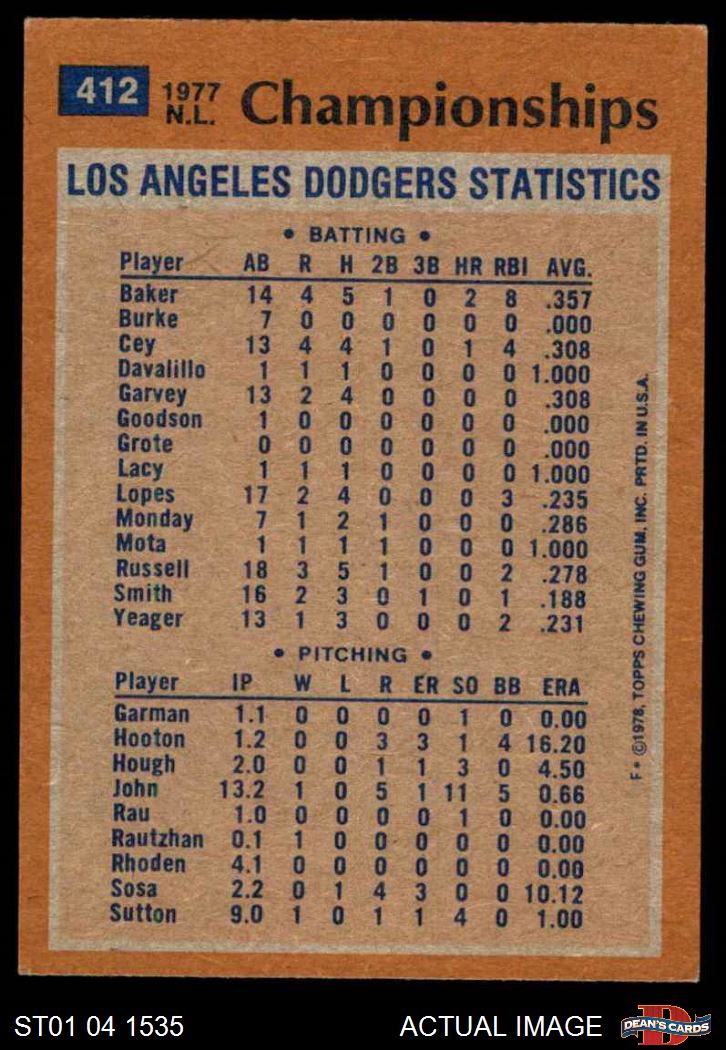 412 1977 N.L. Championships
LOS ANGELES DODGERS STATISTICS
• BATTING •
Player AB R H 2B 3B HR RBI AVG.
Baker 14 4 5 1 0 2 8 .357
Burke 7 0 0 0 0 0 0 .000
Cey 13 4 4 1 0 1 4 .308
Davalillo 1 1 1 0 0 0 0 1.000
Garvey 13 2 4 0 0 0 0 .308
Goodson 1 0 0 0 0 0 0 .000
Grote 0 0 0 0 0 0 0 .000
Lacy 1 1 1 0 0 0 0 1.000
Lopes 17 2 4 0 0 0 3 .235
Monday 7 1 2 1 0 0 0 .286
Mota 1 1 1 1 0 0 0 1.000
Russell 18 3 5 1 0 0 2 .278
Smith 16 2 3 0 1 0 1 .188
Yeager 13 1 3 0 0 0 2 .231
• PITCHING •
Player IP W L R ER SO BB ERA
Garman 1.1 0 0 0 0 1 0 0.00
Hooton 1.2 0 0 3 3 1 4 16.20
Hough 2.0 0 0 1 1 3 0 4.50
John 13.2 1 0 5 1 11 5 0.66
Rau 1.0 0 0 0 0 1 0 0.00
Rautzhan 0.1 1 0 0 0 0 0 0.00
Rhoden 4.1 0 0 0 0 0 0 0.00
Sosa 2.2 0 1 4 3 0 0 10.12
Sutton 9.0 1 0 1 1 4 0 1.00
F • ©1978, TOPPS CHEWING GUM, INC. PRTD. IN U.S.A.
ST01 04 1535 ACTUAL IMAGE D DEAN'S CARDS